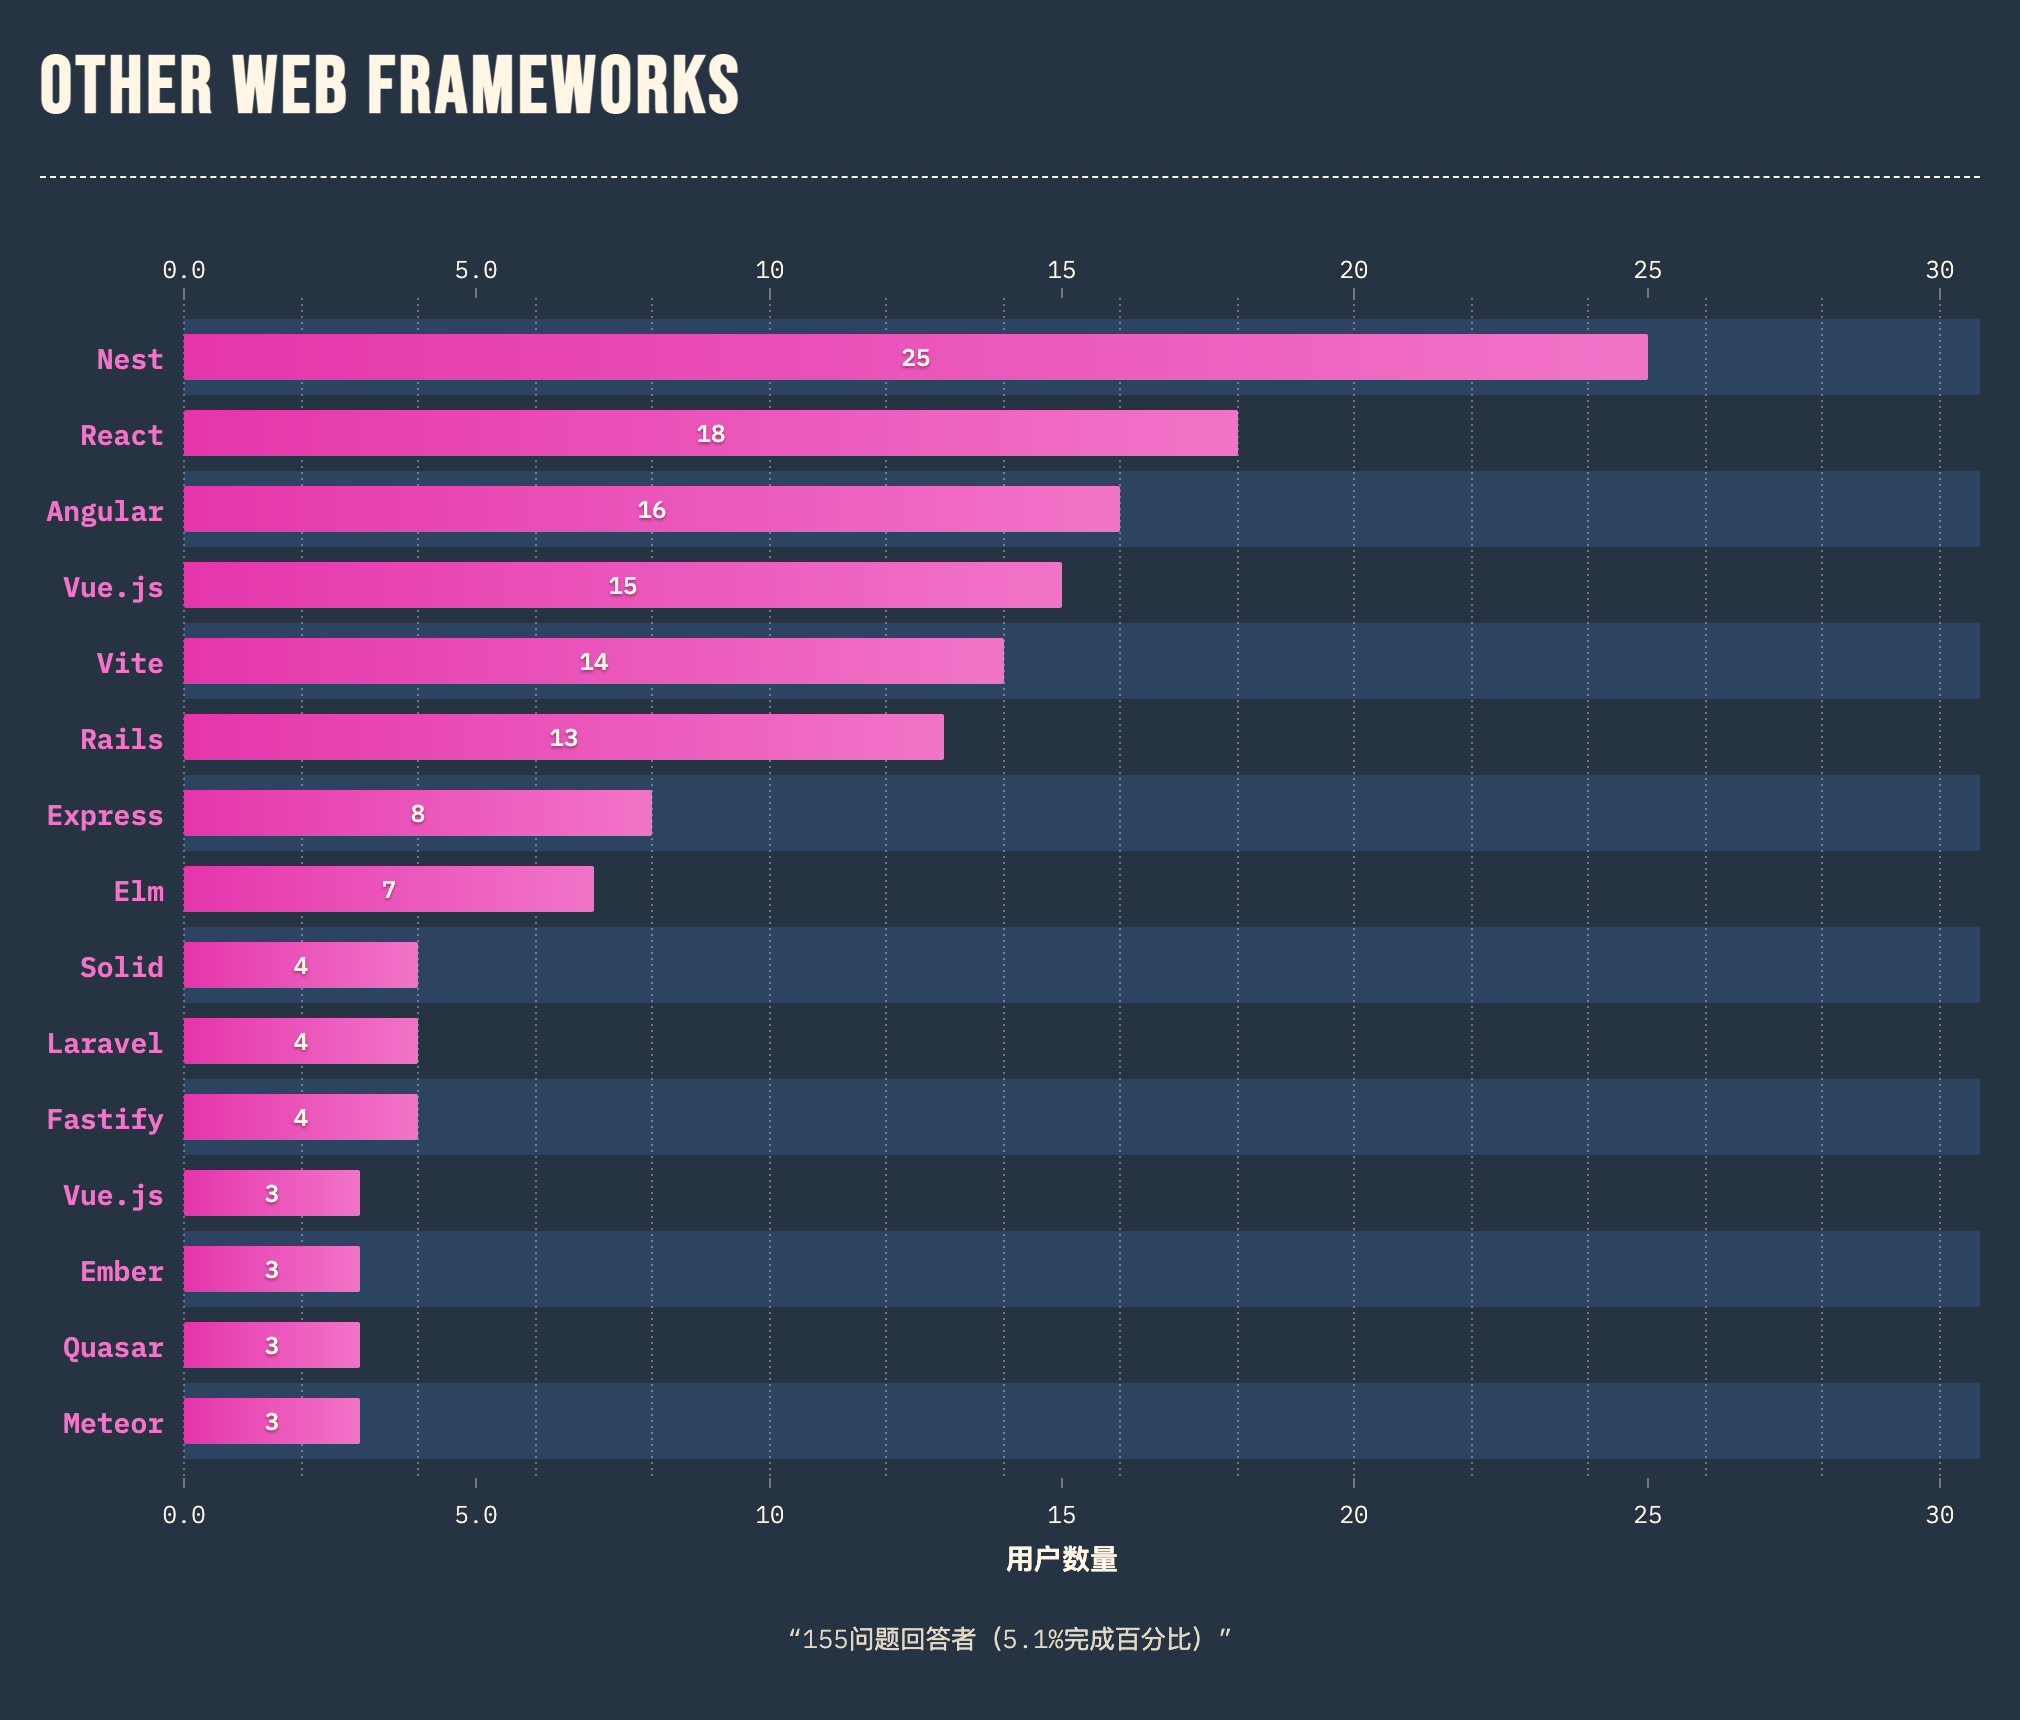 OTHER WEB FRAMEWORKS
0.0 5.0 10 15 20 25 30
Nest 25
React 18
Angular 16
Vue.js 15
Vite 14
Rails 13
Express 8
Elm 7
Solid 4
Laravel 4
Fastify 4
Vue.js 3
Ember 3
Quasar 3
Meteor 3
0.0 5.0 10 15 20 25 30
用户数量
“155问题回答者（5.1%完成百分比）”